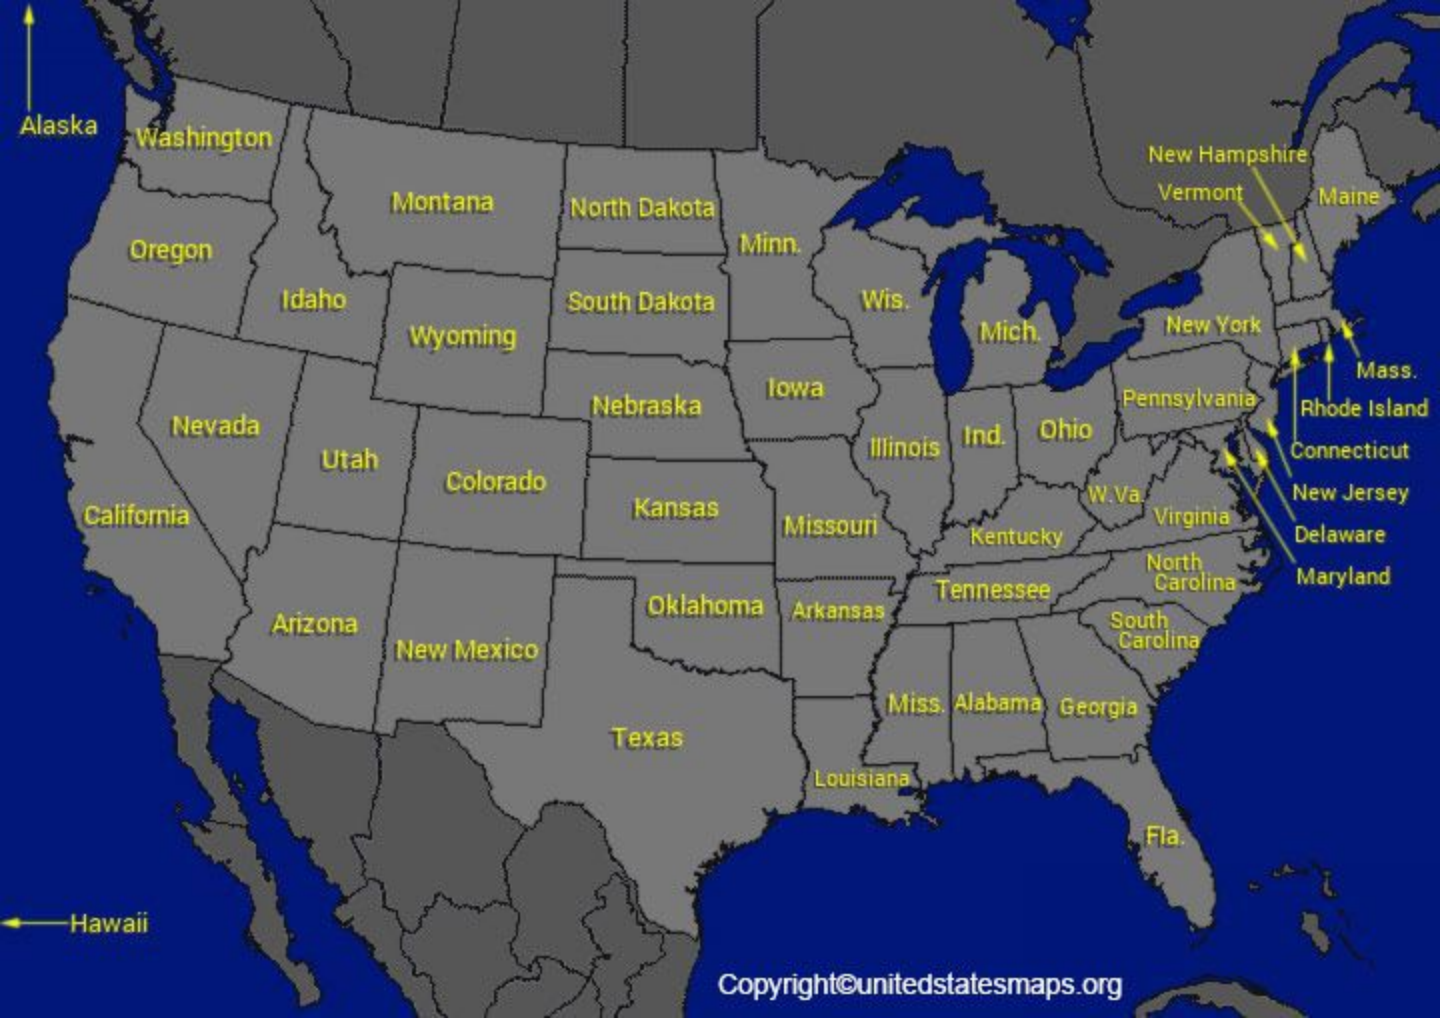 Alaska
Washington
Montana
North Dakota
Minn.
New Hampshire
Vermont
Maine
Oregon
Idaho
Wyoming
South Dakota
Wis.
Mich.
New York
Mass.
Rhode Island
Connecticut
New Jersey
Delaware
Maryland
Nevada
Utah
Colorado
Nebraska
Iowa
Illinois
Ind.
Ohio
Pennsylvania
California
Kansas
Missouri
Kentucky
W.Va.
Virginia
Arizona
New Mexico
Oklahoma
Arkansas
Tennessee
North
Carolina
South
Carolina
Texas
Louisiana
Miss.
Alabama
Georgia
Fla.
Hawaii
Copyright©unitedstatesmaps.org